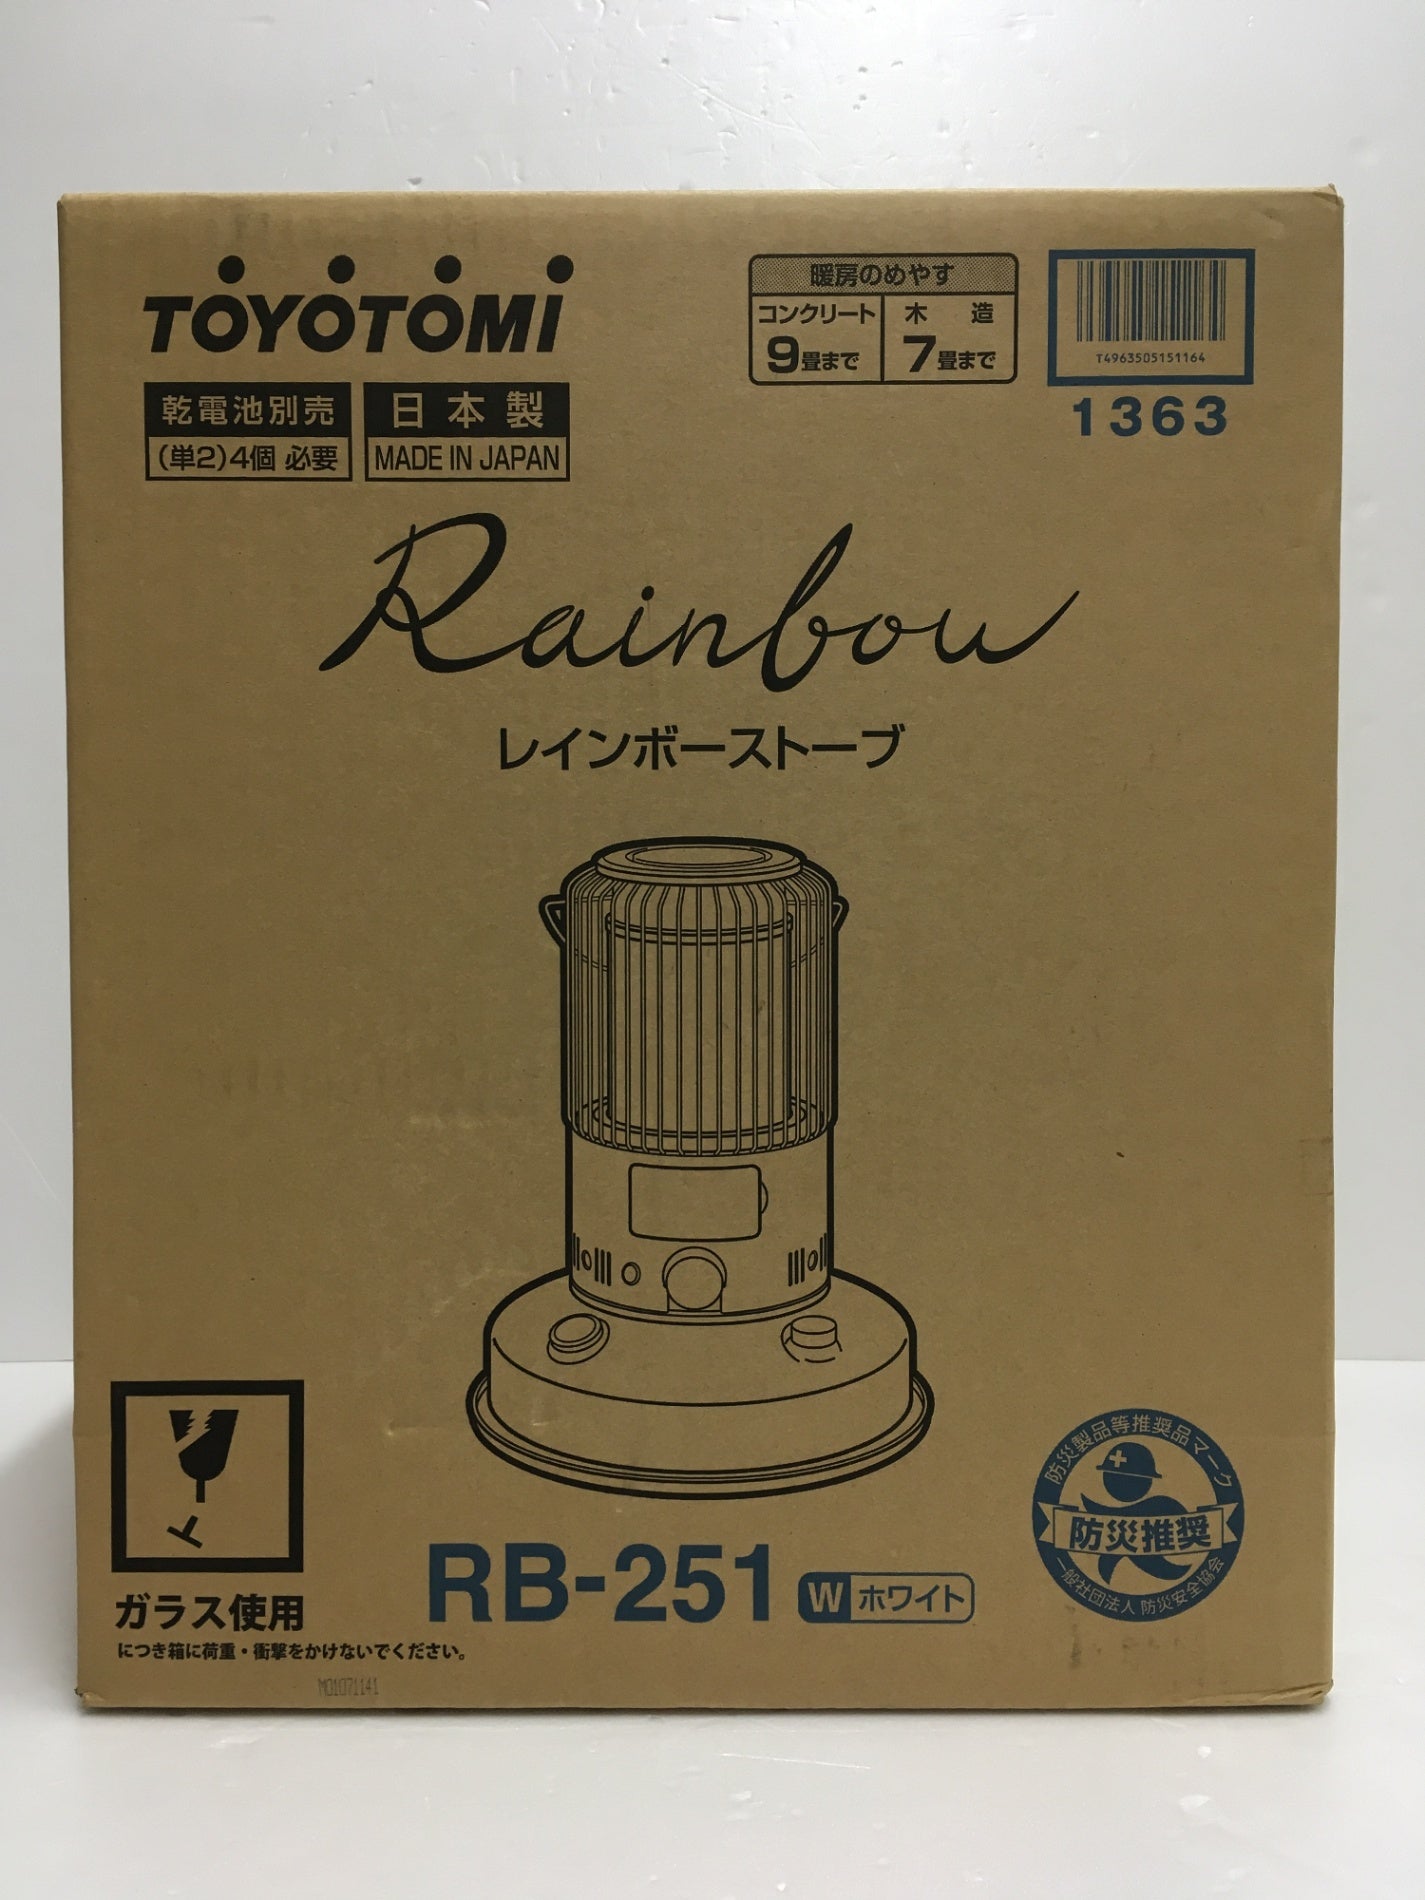 TOYOTOMI
乾電池別売
(単2)4個 必要
日本製
MADE IN JAPAN
暖房のめやす
コンクリート
9畳まで
木 造
7畳まで
T4963505151164
1363
Rainbow
レインボーストーブ
ガラス使用
につき箱に荷重・衝撃をかけないでください。
M01071141
RB-251
W ホワイト
防災製品等推奨品マーク
防災推奨
一般社団法人 防災安全協会